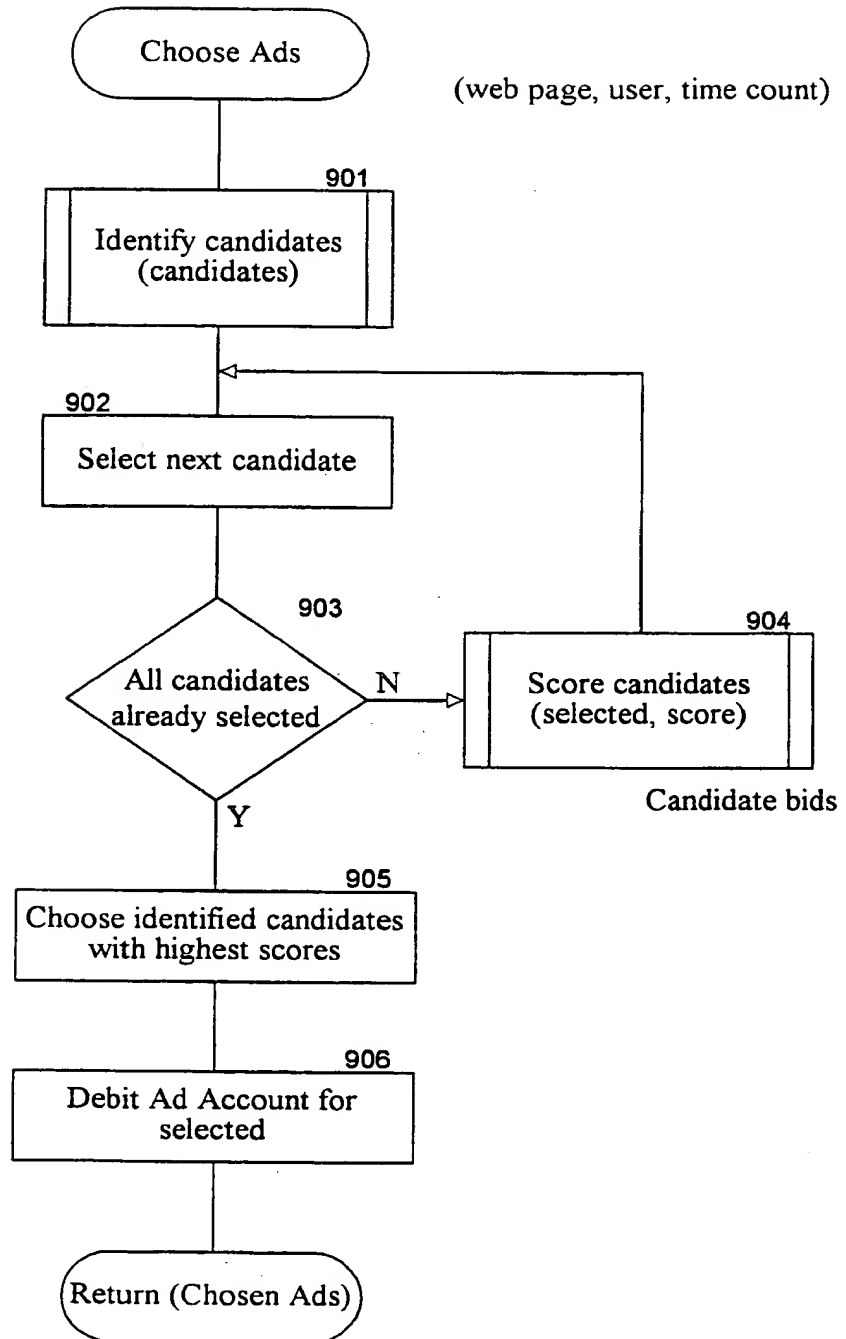 Choose Ads
(web page, user, time count)
901
Identify candidates
(candidates)
902
Select next candidate
903
All candidates
already selected
N
904
Score candidates
(selected, score)
Candidate bids
Y
905
Choose identified candidates
with highest scores
906
Debit Ad Account for
selected
Return (Chosen Ads)